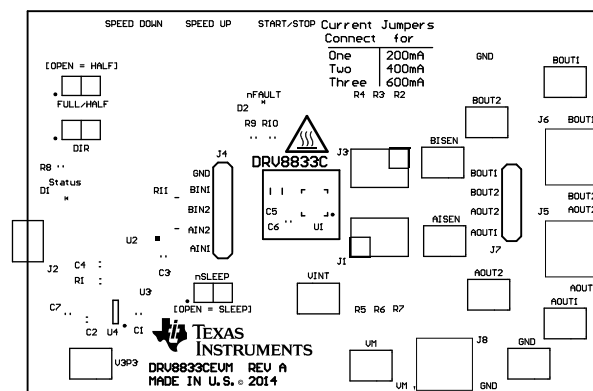 SPEED DOWN SPEED UP START/STOP
Current Jumpers
Connect for
One 200mA
Two 400mA
Three 600mA
GND
BOUT1
[OPEN = HALF]
FULL/HALF
nFAULT
D2
R4 R3 R2
R9 R10
BOUT2
J6
BOUT1
DIR
J4
DRV8833C
J3
BISEN
R8
Status
D1
GND
BIN1
BIN2
AIN2
AIN1
R11
C5
C6
U1
BOUT1
BOUT2
AOUT2
AOUT1
BOUT2
AOUT2
J5
AISEN
U2
J7
J2
C4
R1
C3
J1
nSLEEP
VINT
AOUT2
AOUT1
U3
[OPEN = SLEEP]
R5 R6 R7
AOUT1
C7
C2
U4
C1
TEXAS
INSTRUMENTS
J8
V3P3
DRV8833CEVM REV A
MADE IN U.S. © 2014
VM
VM
GND
GND